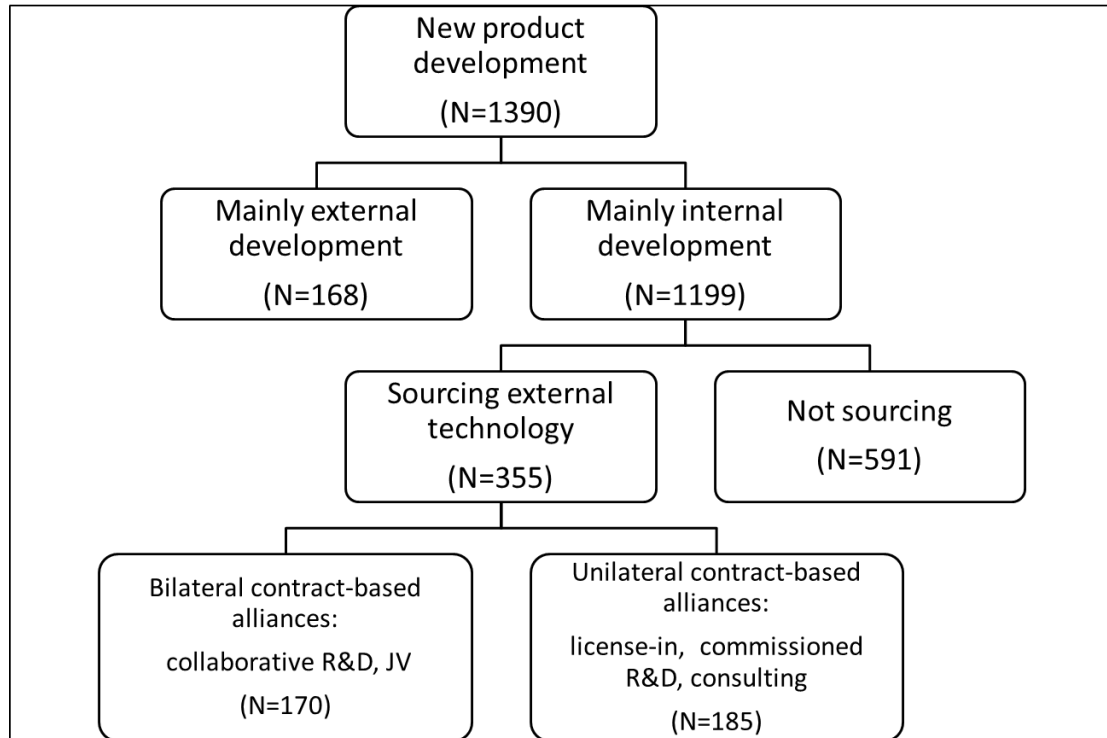 New product
development
(N=1390)
Mainly external
development
(N=168)
Mainly internal
development
(N=1199)
Sourcing external
technology
(N=355)
Not sourcing
(N=591)
Bilateral contract-based
alliances:
collaborative R&D, JV
(N=170)
Unilateral contract-based
alliances:
license-in, commissioned
R&D, consulting
(N=185)